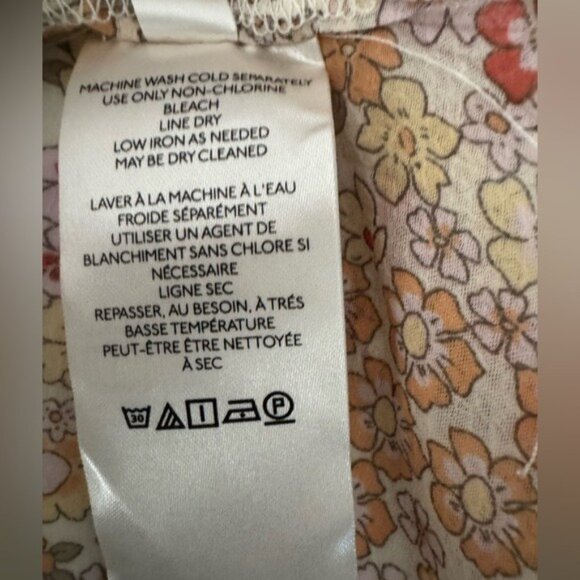 MACHINE WASH COLD SEPARATELY
USE ONLY NON-CHLORINE
BLEACH
LINE DRY
LOW IRON AS NEEDED
MAY BE DRY CLEANED
LAVER À LA MACHINE À L'EAU
FROIDE SÉPARÉMENT
UTILISER UN AGENT DE
BLANCHIMENT SANS CHLORE SI
NÉCESSAIRE
LIGNE SEC
REPASSER, AU BESOIN, À TRÉS
BASSE TEMPÉRATURE
PEUT-ÊTRE ÊTRE NETTOYÉE
À SEC
30 P